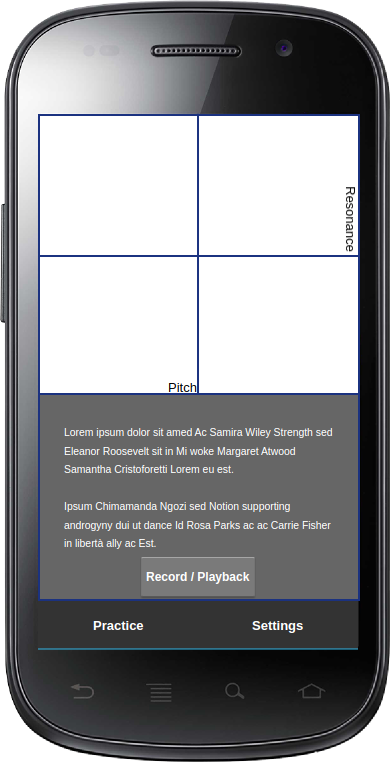 Resonance
Pitch
Lorem ipsum dolor sit amed Ac Samira Wiley Strength sed
Eleanor Roosevelt sit in Mi woke Margaret Atwood
Samantha Cristoforetti Lorem eu est.
Ipsum Chimamanda Ngozi sed Notion supporting
androgyny dui ut dance Id Rosa Parks ac ac Carrie Fisher
in libertà ally ac Est.
Record / Playback
Practice Settings